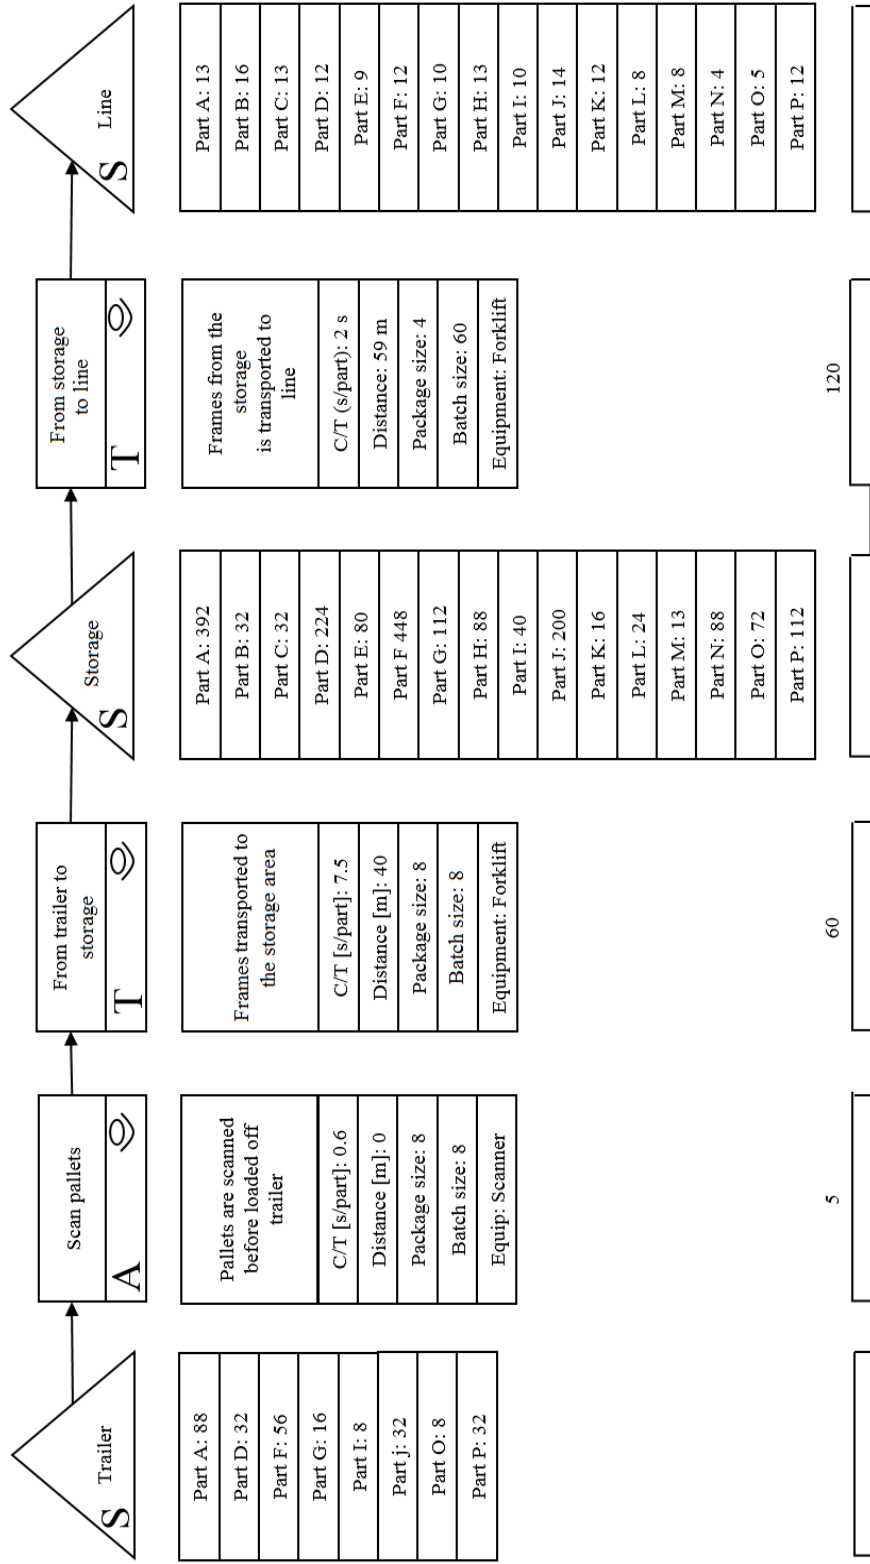 Trailer
S
Part A: 88
Part D: 32
Part F: 56
Part G: 16
Part I: 8
Part j: 32
Part O: 8
Part P: 32
Scan pallets
A
Pallets are scanned
before loaded off
trailer
C/T [s/part]: 0.6
Distance [m]: 0
Package size: 8
Batch size: 8
Equip: Scanner
5
From trailer to
storage
T
Frames transported to
the storage area
C/T [s/part]: 7.5
Distance [m]: 40
Package size: 8
Batch size: 8
Equipment: Forklift
60
Storage
S
Part A: 392
Part B: 32
Part C: 32
Part D: 224
Part E: 80
Part F 448
Part G: 112
Part H: 88
Part I: 40
Part J: 200
Part K: 16
Part L: 24
Part M: 13
Part N: 88
Part O: 72
Part P: 112
From storage
to line
T
Frames from the
storage
is transported to
line
C/T (s/part): 2 s
Distance: 59 m
Package size: 4
Batch size: 60
Equipment: Forklift
120
Line
S
Part A: 13
Part B: 16
Part C: 13
Part D: 12
Part E: 9
Part F: 12
Part G: 10
Part H: 13
Part I: 10
Part J: 14
Part K: 12
Part L: 8
Part M: 8
Part N: 4
Part O: 5
Part P: 12